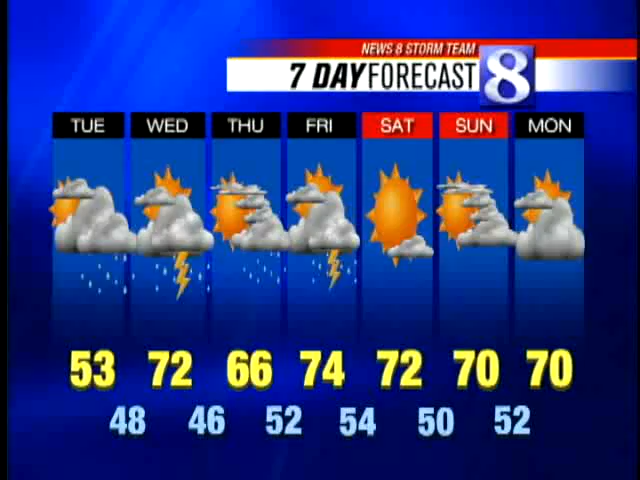 NEWS 8 STORM TEAM
7 DAY FORECAST 8
TUE WED THU FRI SAT SUN MON
53 72 66 74 72 70 70
48 46 52 54 50 52